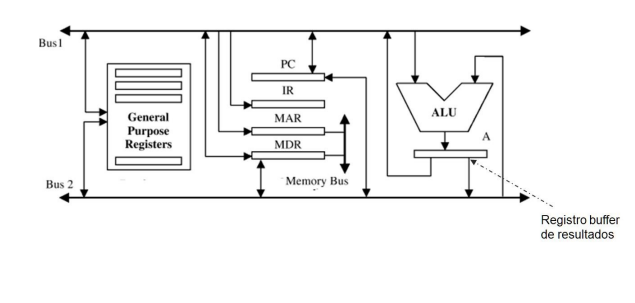 Bus1
PC
IR
General
Purpose
Registers
MAR
MDR
ALU
A
Bus 2
Memory Bus
Registro buffer
de resultados